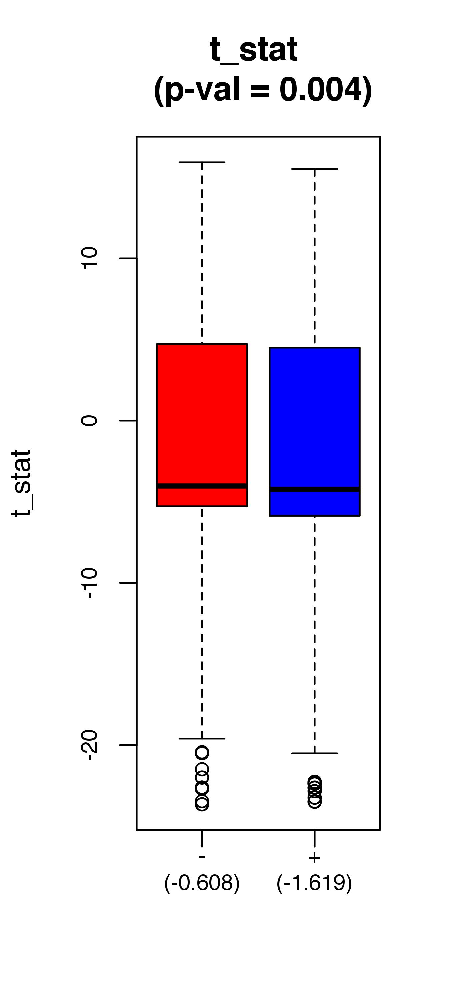 t_stat
(p-val = 0.004)
10
0
-10
-20
t_stat
- +
(-0.608) (-1.619)